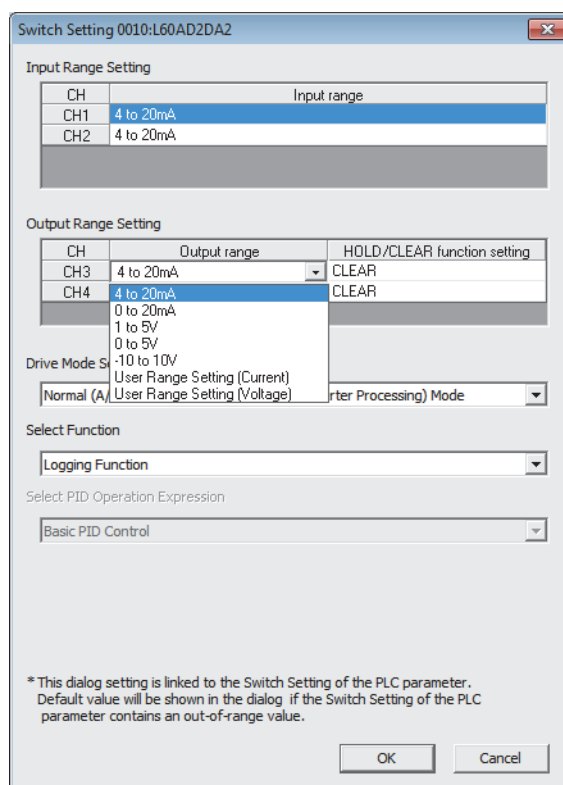 Switch Setting 0010:L60AD2DA2
Input Range Setting
CH Input range
CH1 4 to 20mA
CH2 4 to 20mA
Output Range Setting
CH Output range HOLD/CLEAR function setting
CH3 4 to 20mA CLEAR
CH4 4 to 20mA CLEAR
0 to 20mA
1 to 5V
0 to 5V
-10 to 10V
Drive Mode S
User Range Setting (Current)
Normal (A/ User Range Setting (Voltage) rter Processing) Mode
Select Function
Logging Function
Select PID Operation Expression
Basic PID Control
* This dialog setting is linked to the Switch Setting of the PLC parameter.
Default value will be shown in the dialog if the Switch Setting of the PLC
parameter contains an out-of-range value.
OK Cancel